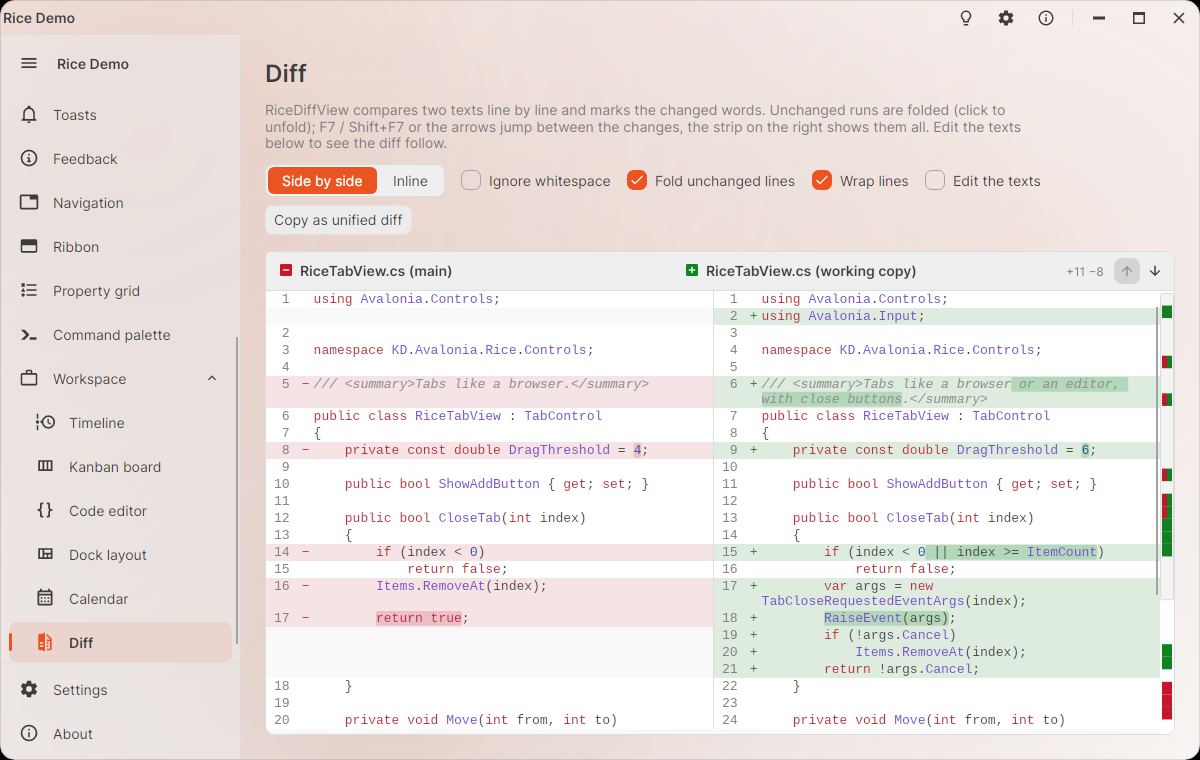 Rice Demo
Rice Demo
Toasts
Feedback
Navigation
Ribbon
Property grid
Command palette
Workspace
Timeline
Kanban board
Code editor
Dock layout
Calendar
Diff
Settings
About
Diff
RiceDiffView compares two texts line by line and marks the changed words. Unchanged runs are folded (click to
unfold); F7 / Shift+F7 or the arrows jump between the changes, the strip on the right shows them all. Edit the texts
below to see the diff follow.
Side by side Inline Ignore whitespace Fold unchanged lines Wrap lines Edit the texts
Copy as unified diff
RiceTabView.cs (main)
1 using Avalonia.Controls;
2
3 namespace KD.Avalonia.Rice.Controls;
4
5 − /// <summary>Tabs like a browser.</summary>
6 public class RiceTabView : TabControl
7 {
8 − private const double DragThreshold = 4;
9
10 public bool ShowAddButton { get; set; }
11
12 public bool CloseTab(int index)
13 {
14 − if (index < 0)
15 return false;
16 − Items.RemoveAt(index);
17 − return true;
18 }
19
20 private void Move(int from, int to)
RiceTabView.cs (working copy) +11 −8
1 using Avalonia.Controls;
2 + using Avalonia.Input;
3
4 namespace KD.Avalonia.Rice.Controls;
5
6 + /// <summary>Tabs like a browser or an editor,
with close buttons.</summary>
7 public class RiceTabView : TabControl
8 {
9 + private const double DragThreshold = 6;
10
11 public bool ShowAddButton { get; set; }
12
13 public bool CloseTab(int index)
14 {
15 + if (index < 0 || index >= ItemCount)
16 return false;
17 + var args = new
TabCloseRequestedEventArgs(index);
18 + RaiseEvent(args);
19 + if (!args.Cancel)
20 + Items.RemoveAt(index);
21 + return !args.Cancel;
22 }
23
24 private void Move(int from, int to)